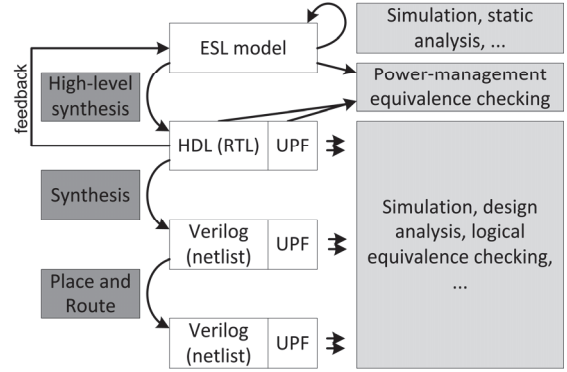 ESL model
Simulation, static
analysis, ...
feedback
High-level
synthesis
Power-management
equivalence checking
HDL (RTL)
UPF
Synthesis
Simulation, design
analysis, logical
equivalence checking,
...
Verilog
(netlist)
UPF
Place and
Route
Verilog
(netlist)
UPF